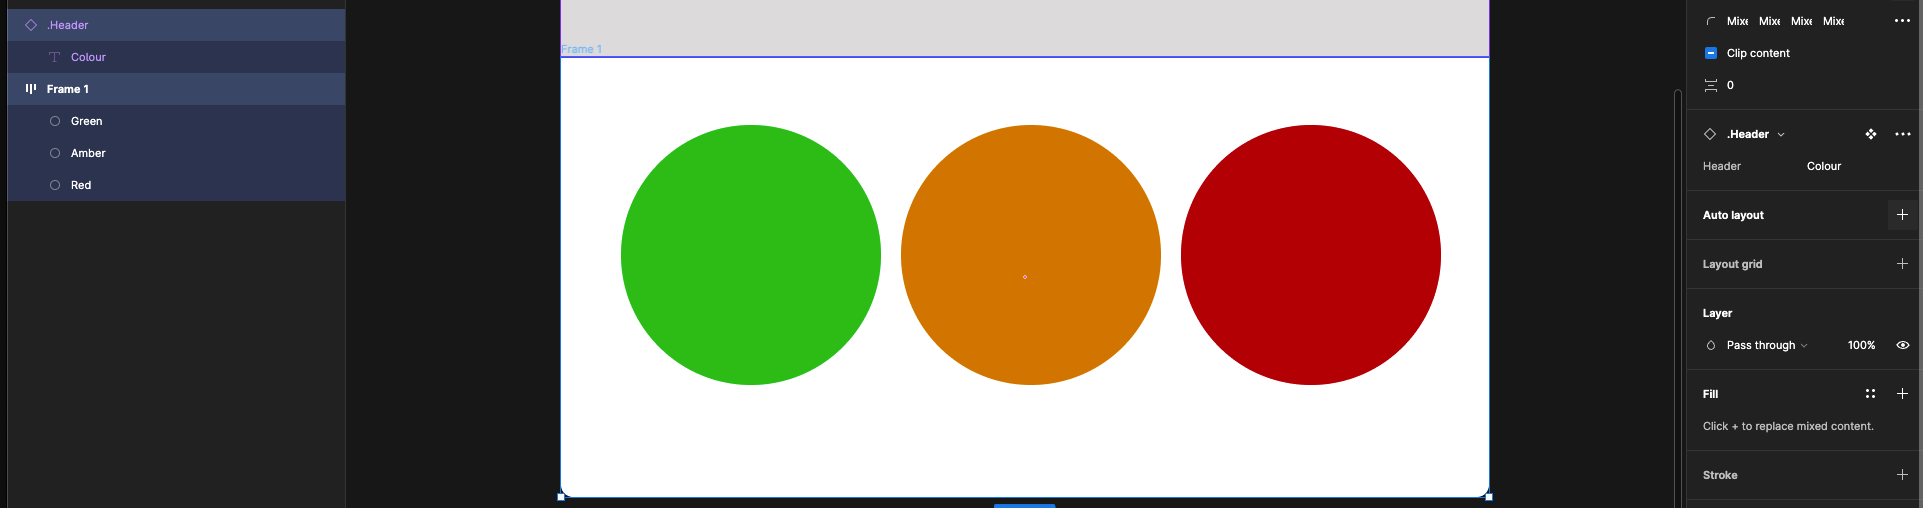 .Header
Colour
Frame 1
Green
Amber
Red
Frame 1
Mixe Mixe Mixe Mixe
Clip content
0
.Header
Header Colour
Auto layout
Layout grid
Layer
Pass through 100%
Fill
Click + to replace mixed content.
Stroke